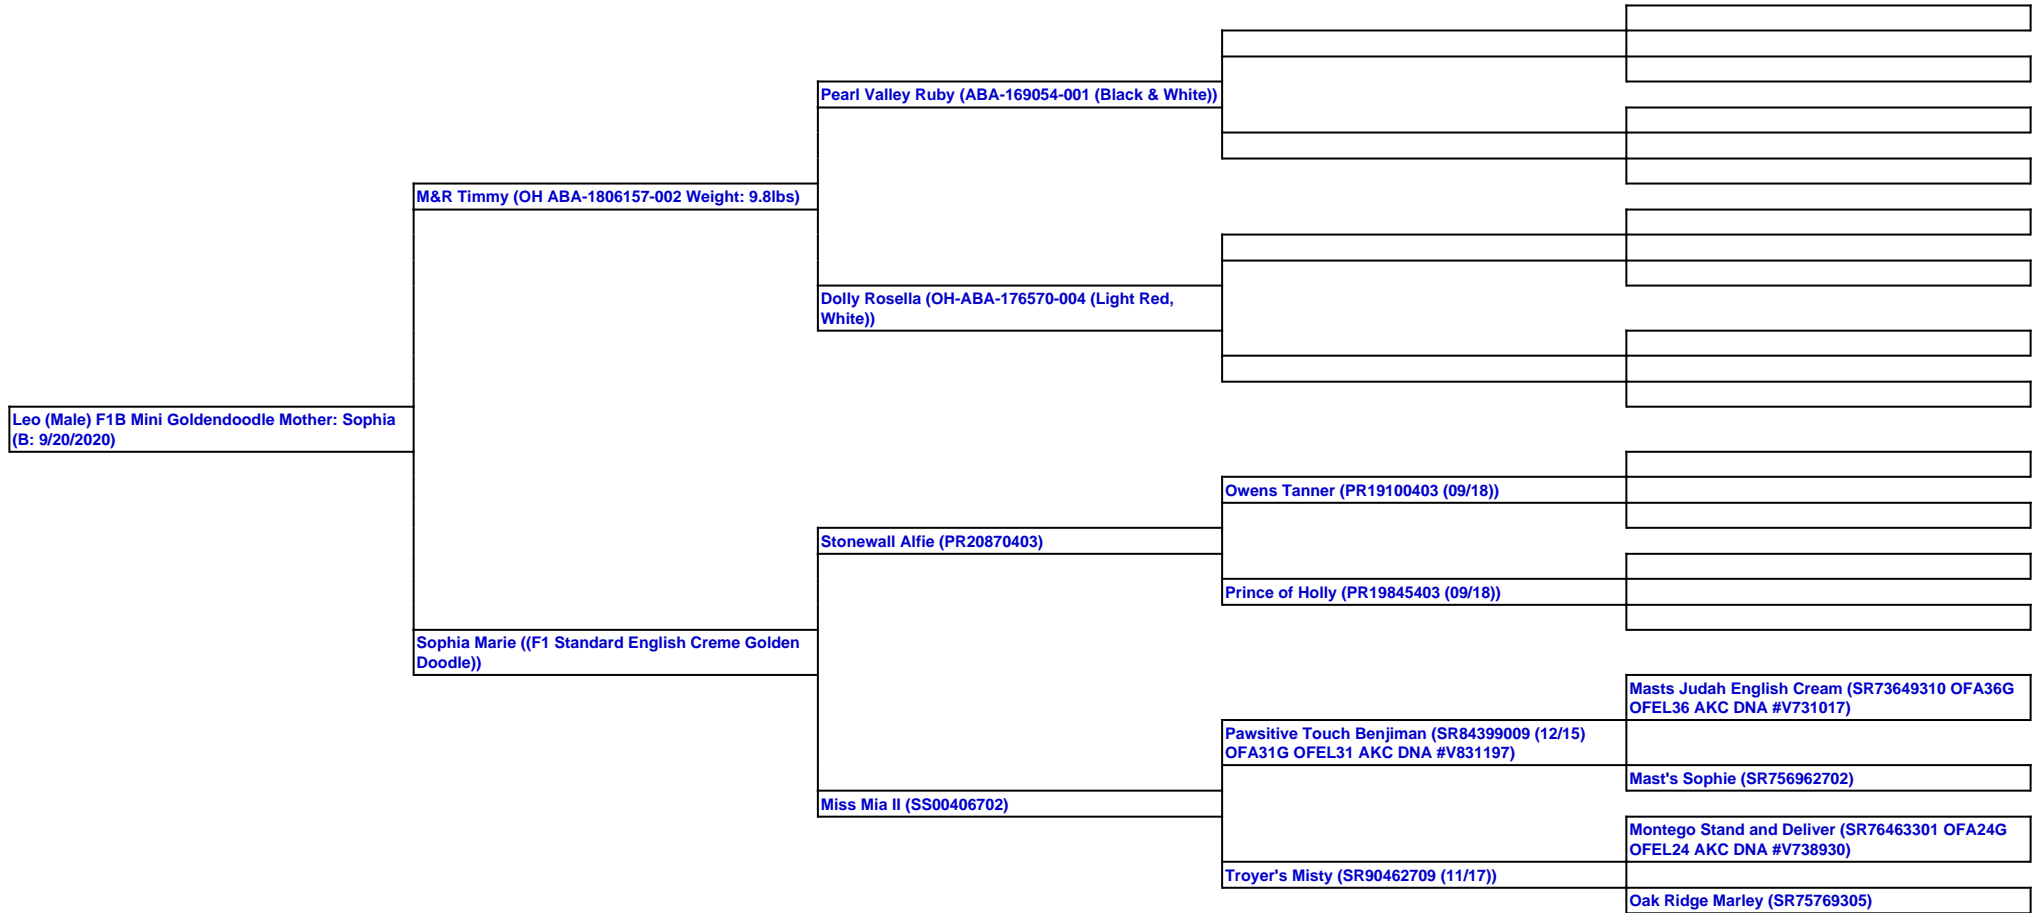 Pearl Valley Ruby (ABA-169054-001 (Black & White))
M&R Timmy (OH ABA-1806157-002 Weight: 9.8lbs)
Dolly Rosella (OH-ABA-176570-004 (Light Red,
White))
Leo (Male) F1B Mini Goldendoodle Mother: Sophia
(B: 9/20/2020)
Owens Tanner (PR19100403 (09/18))
Stonewall Alfie (PR20870403)
Prince of Holly (PR19845403 (09/18))
Sophia Marie ((F1 Standard English Creme Golden
Doodle))
Masts Judah English Cream (SR73649310 OFA36G
OFEL36 AKC DNA #V731017)
Pawsitive Touch Benjiman (SR84399009 (12/15)
OFA31G OFEL31 AKC DNA #V831197)
Mast's Sophie (SR756962702)
Miss Mia II (SS00406702)
Montego Stand and Deliver (SR76463301 OFA24G
OFEL24 AKC DNA #V738930)
Troyer's Misty (SR90462709 (11/17))
Oak Ridge Marley (SR75769305)